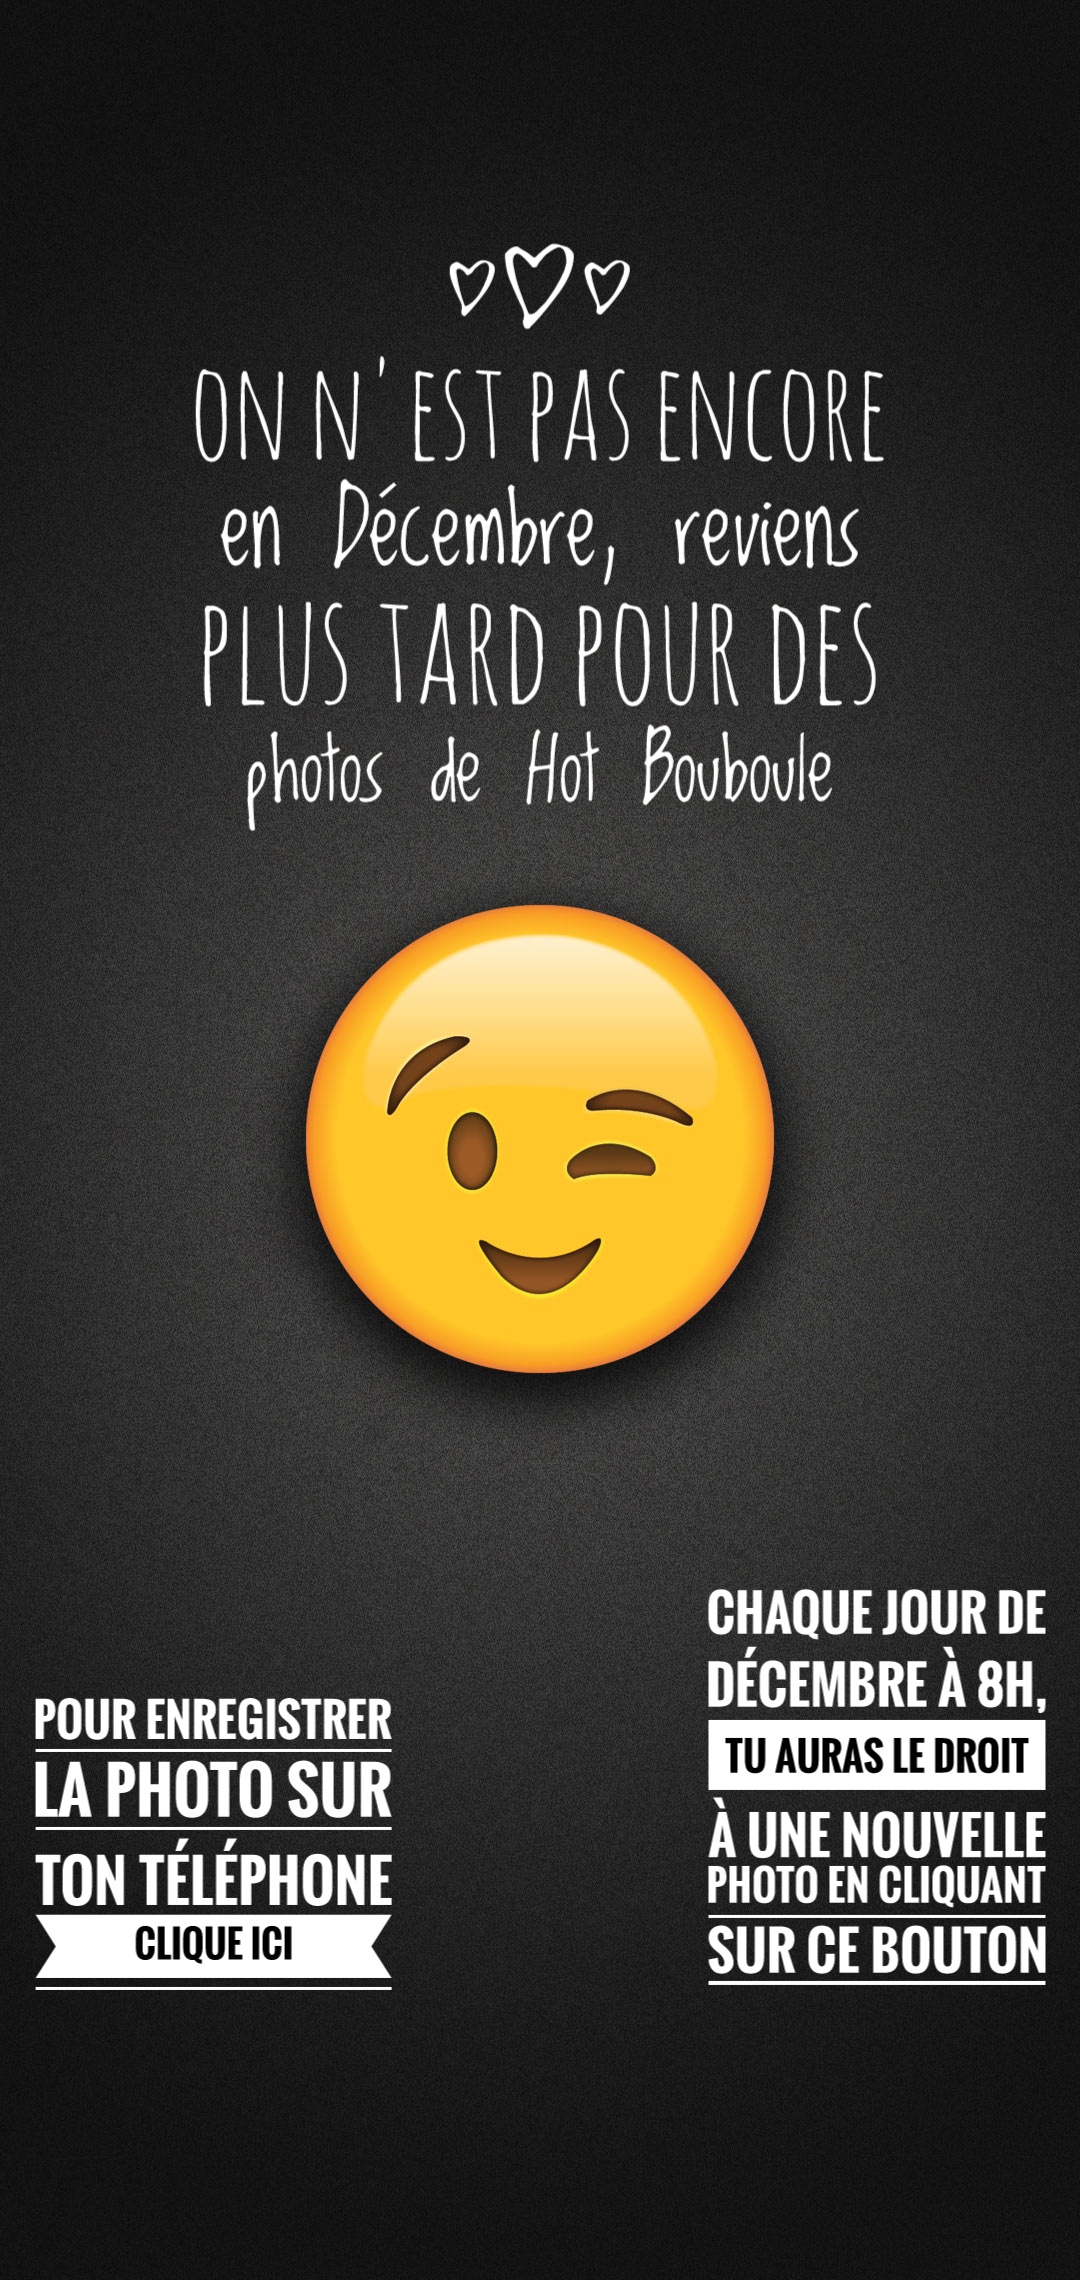 ON N'EST PAS ENCORE
en Décembre, reviens
PLUS TARD POUR DES
photos de Hot Bouboule
POUR ENREGISTRER
LA PHOTO SUR
TON TÉLÉPHONE
CLIQUE ICI
CHAQUE JOUR DE
DÉCEMBRE À 8H,
TU AURAS LE DROIT
À UNE NOUVELLE
PHOTO EN CLIQUANT
SUR CE BOUTON